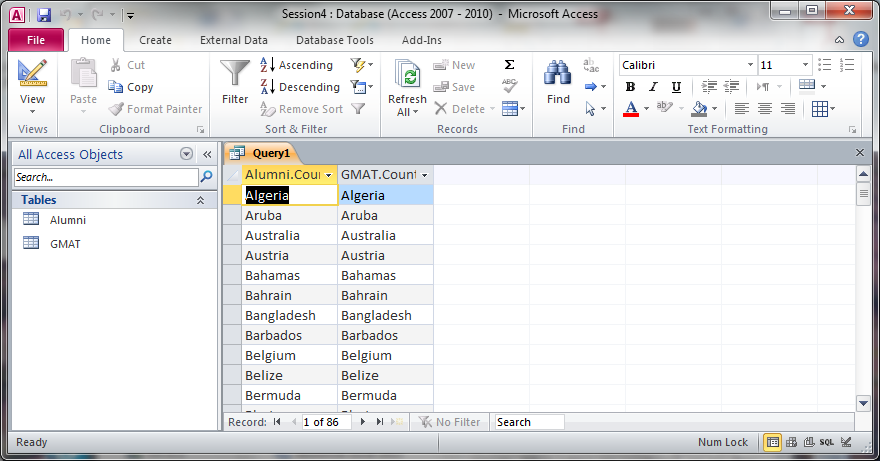 Session4 : Database (Access 2007 - 2010) - Microsoft Access
File Home Create External Data Database Tools Add-Ins
View
Views
Paste
Cut
Copy
Format Painter
Clipboard
Filter
Ascending
Descending
Remove Sort
Sort & Filter
Refresh All
New
Save
Delete
Records
Find
Find
Calibri 11
B I U
Text Formatting
All Access Objects
Search...
Tables
Alumni
GMAT
Query1
Alumni.Cour GMAT.Count
Algeria Algeria
Aruba Aruba
Australia Australia
Austria Austria
Bahamas Bahamas
Bahrain Bahrain
Bangladesh Bangladesh
Barbados Barbados
Belgium Belgium
Belize Belize
Bermuda Bermuda
Record: 1 of 86 No Filter Search
Ready Num Lock SQL